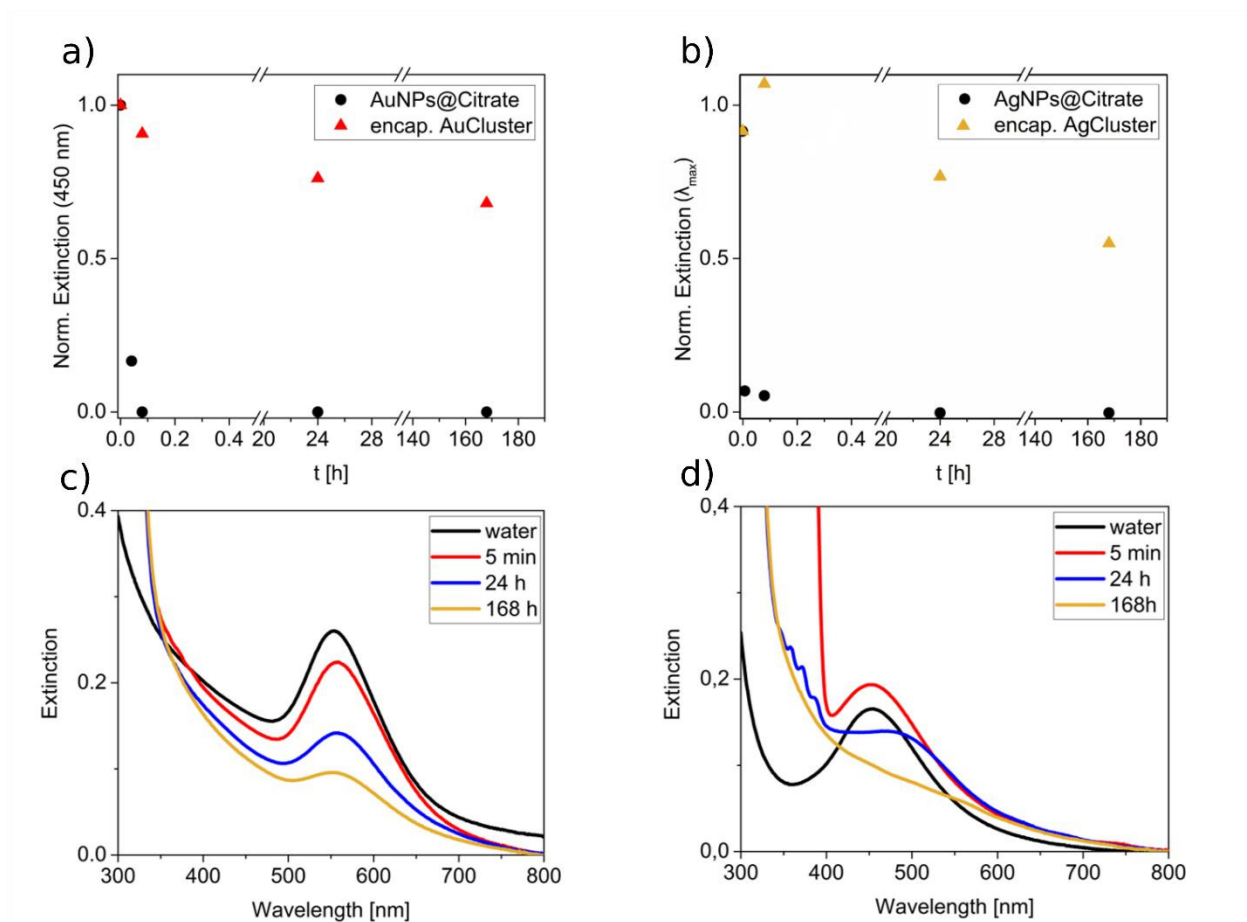 a)
Norm. Extinction (450 nm)
1.0
0.5
0.0
AuNPs@Citrate
encap. AuCluster
0.0 0.2 0.4 20 24 28 140 160 180
t [h]
b)
Norm. Extinction (λmax)
1.0
0.5
0.0
AgNPs@Citrate
encap. AgCluster
0.0 0.2 0.4 20 24 28 140 160 180
t [h]
c)
Extinction
0.4
0.2
0.0
water
5 min
24 h
168 h
300 400 500 600 700 800
Wavelength [nm]
d)
Extinction
0,4
0,2
0,0
water
5 min
24 h
168h
300 400 500 600 700 800
Wavelength [nm]